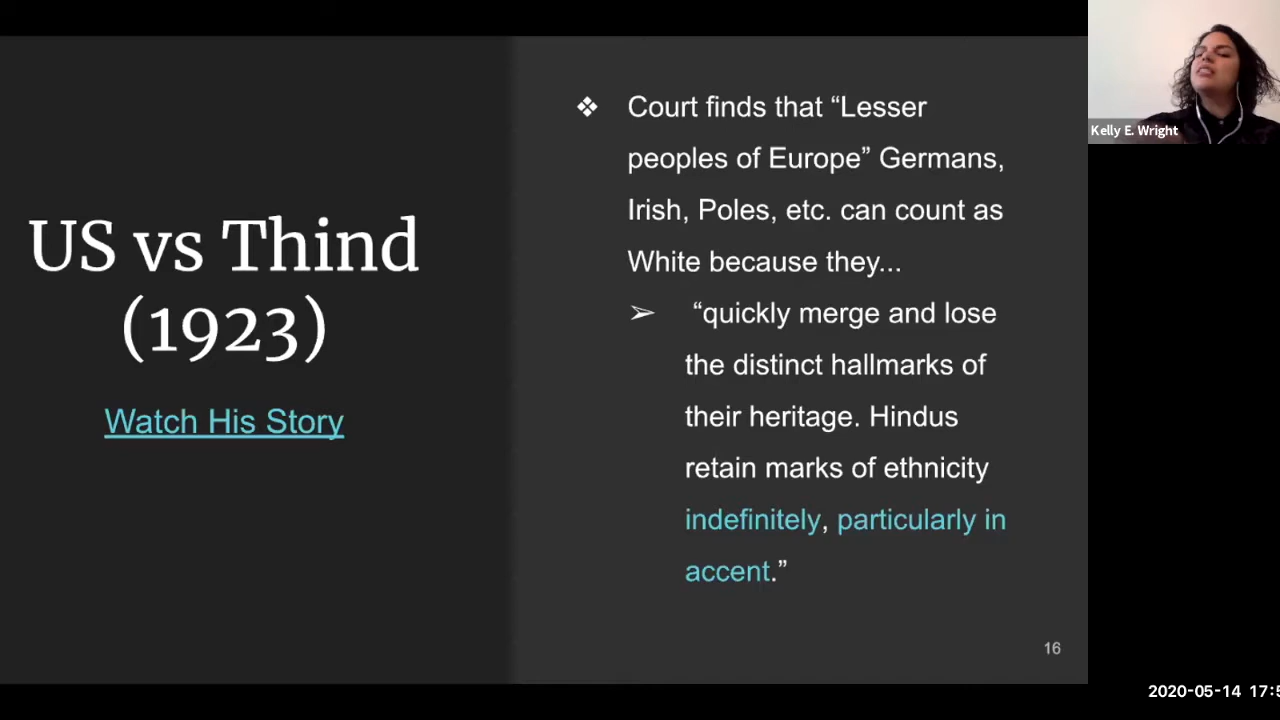 US vs Thind
(1923)
Watch His Story
❖ Court finds that “Lesser
peoples of Europe” Germans,
Irish, Poles, etc. can count as
White because they...
➢ “quickly merge and lose
the distinct hallmarks of
their heritage. Hindus
retain marks of ethnicity
indefinitely, particularly in
accent.”
16
Kelly E. Wright
2020-05-14 17:5